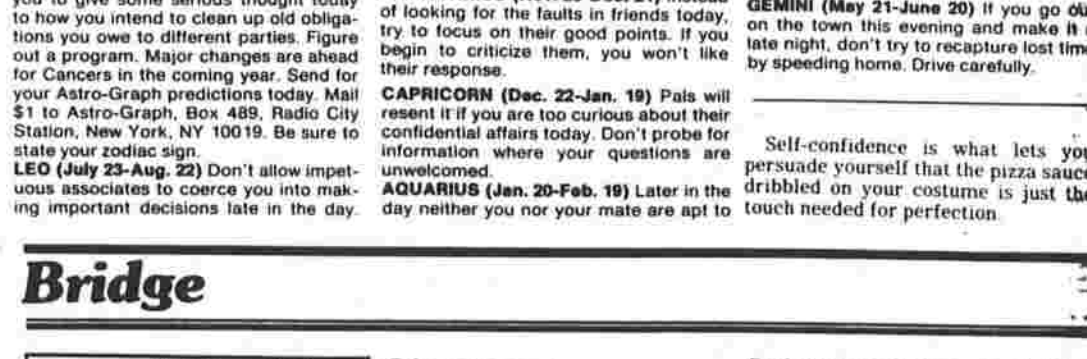 you to give some serious thought today
to how you intend to clean up old obliga-
tions you owe to different parties. Figure
out a program. Major changes are ahead
for Cancers in the coming year. Send for
your Astro-Graph predictions today. Mail
$1 to Astro-Graph, Box 489, Radio City
Station, New York, NY 10019. Be sure to
state your zodiac sign.
LEO (July 23-Aug. 22) Don't allow impet-
uous associates to coerce you into mak-
ing important decisions late in the day.
of looking for the faults in friends today,
try to focus on their good points. If you
begin to criticize them, you won't like
their response.
CAPRICORN (Dec. 22-Jan. 19) Pals will
resent it if you are too curious about their
confidential affairs today. Don't probe for
information where your questions are
unwelcomed.
AQUARIUS (Jan. 20-Feb. 19) Later in the
day neither you nor your mate are apt to
GEMINI (May 21-June 20) If you go
on the town this evening and make it
late night, don't try to recapture lost tim
by speeding home. Drive carefully.
Self-confidence is what lets you
persuade yourself that the pizza sauce
dribbled on your costume is just the
touch needed for perfection.
Bridge